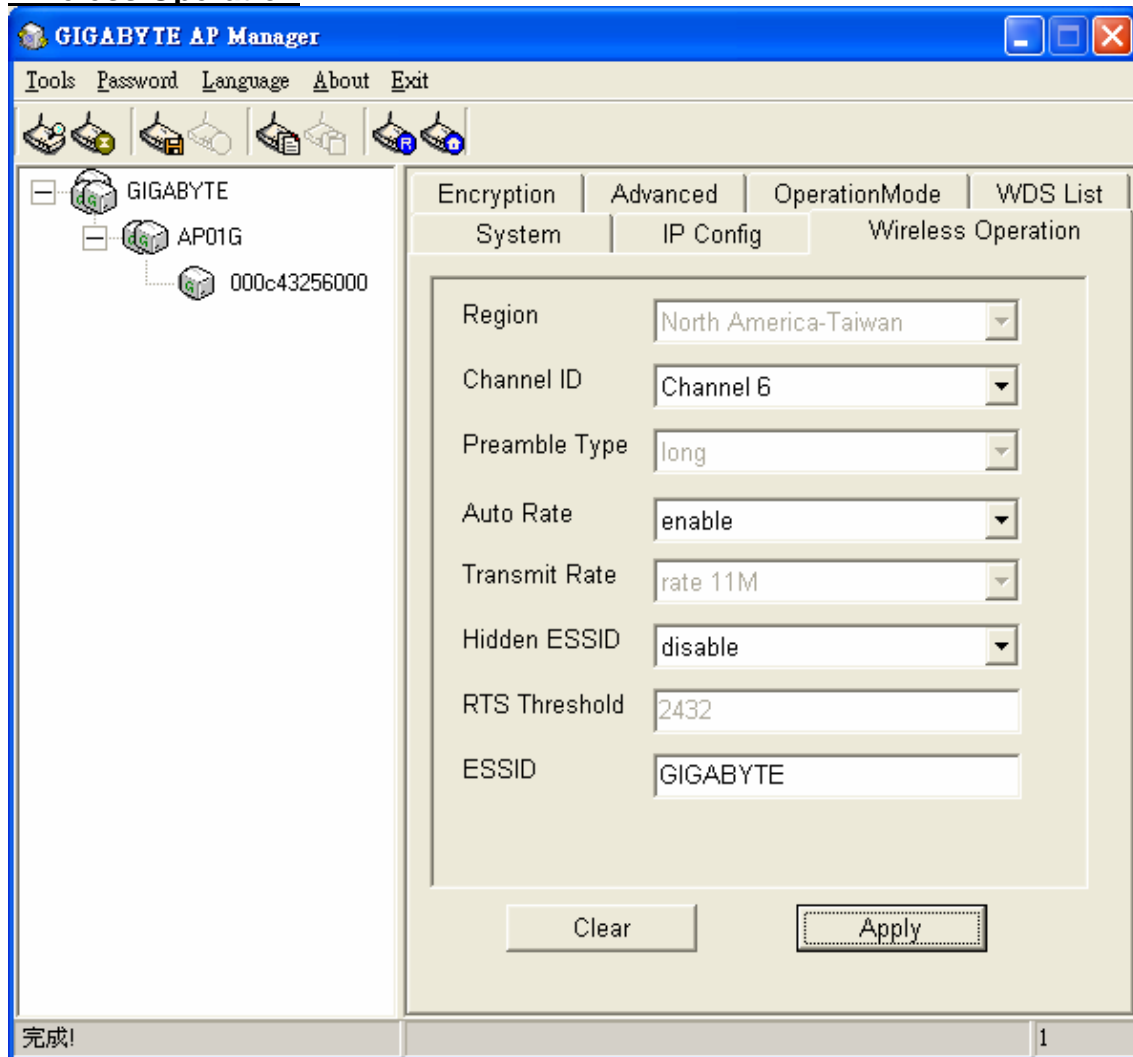 GIGABYTE AP Manager
Tools Password Language About Exit
GIGABYTE
AP01G
000c43256000
Encryption Advanced OperationMode WDS List
System IP Config Wireless Operation
Region North America-Taiwan
Channel ID Channel 6
Preamble Type long
Auto Rate enable
Transmit Rate rate 11M
Hidden ESSID disable
RTS Threshold 2432
ESSID GIGABYTE
Clear Apply
完成! 1